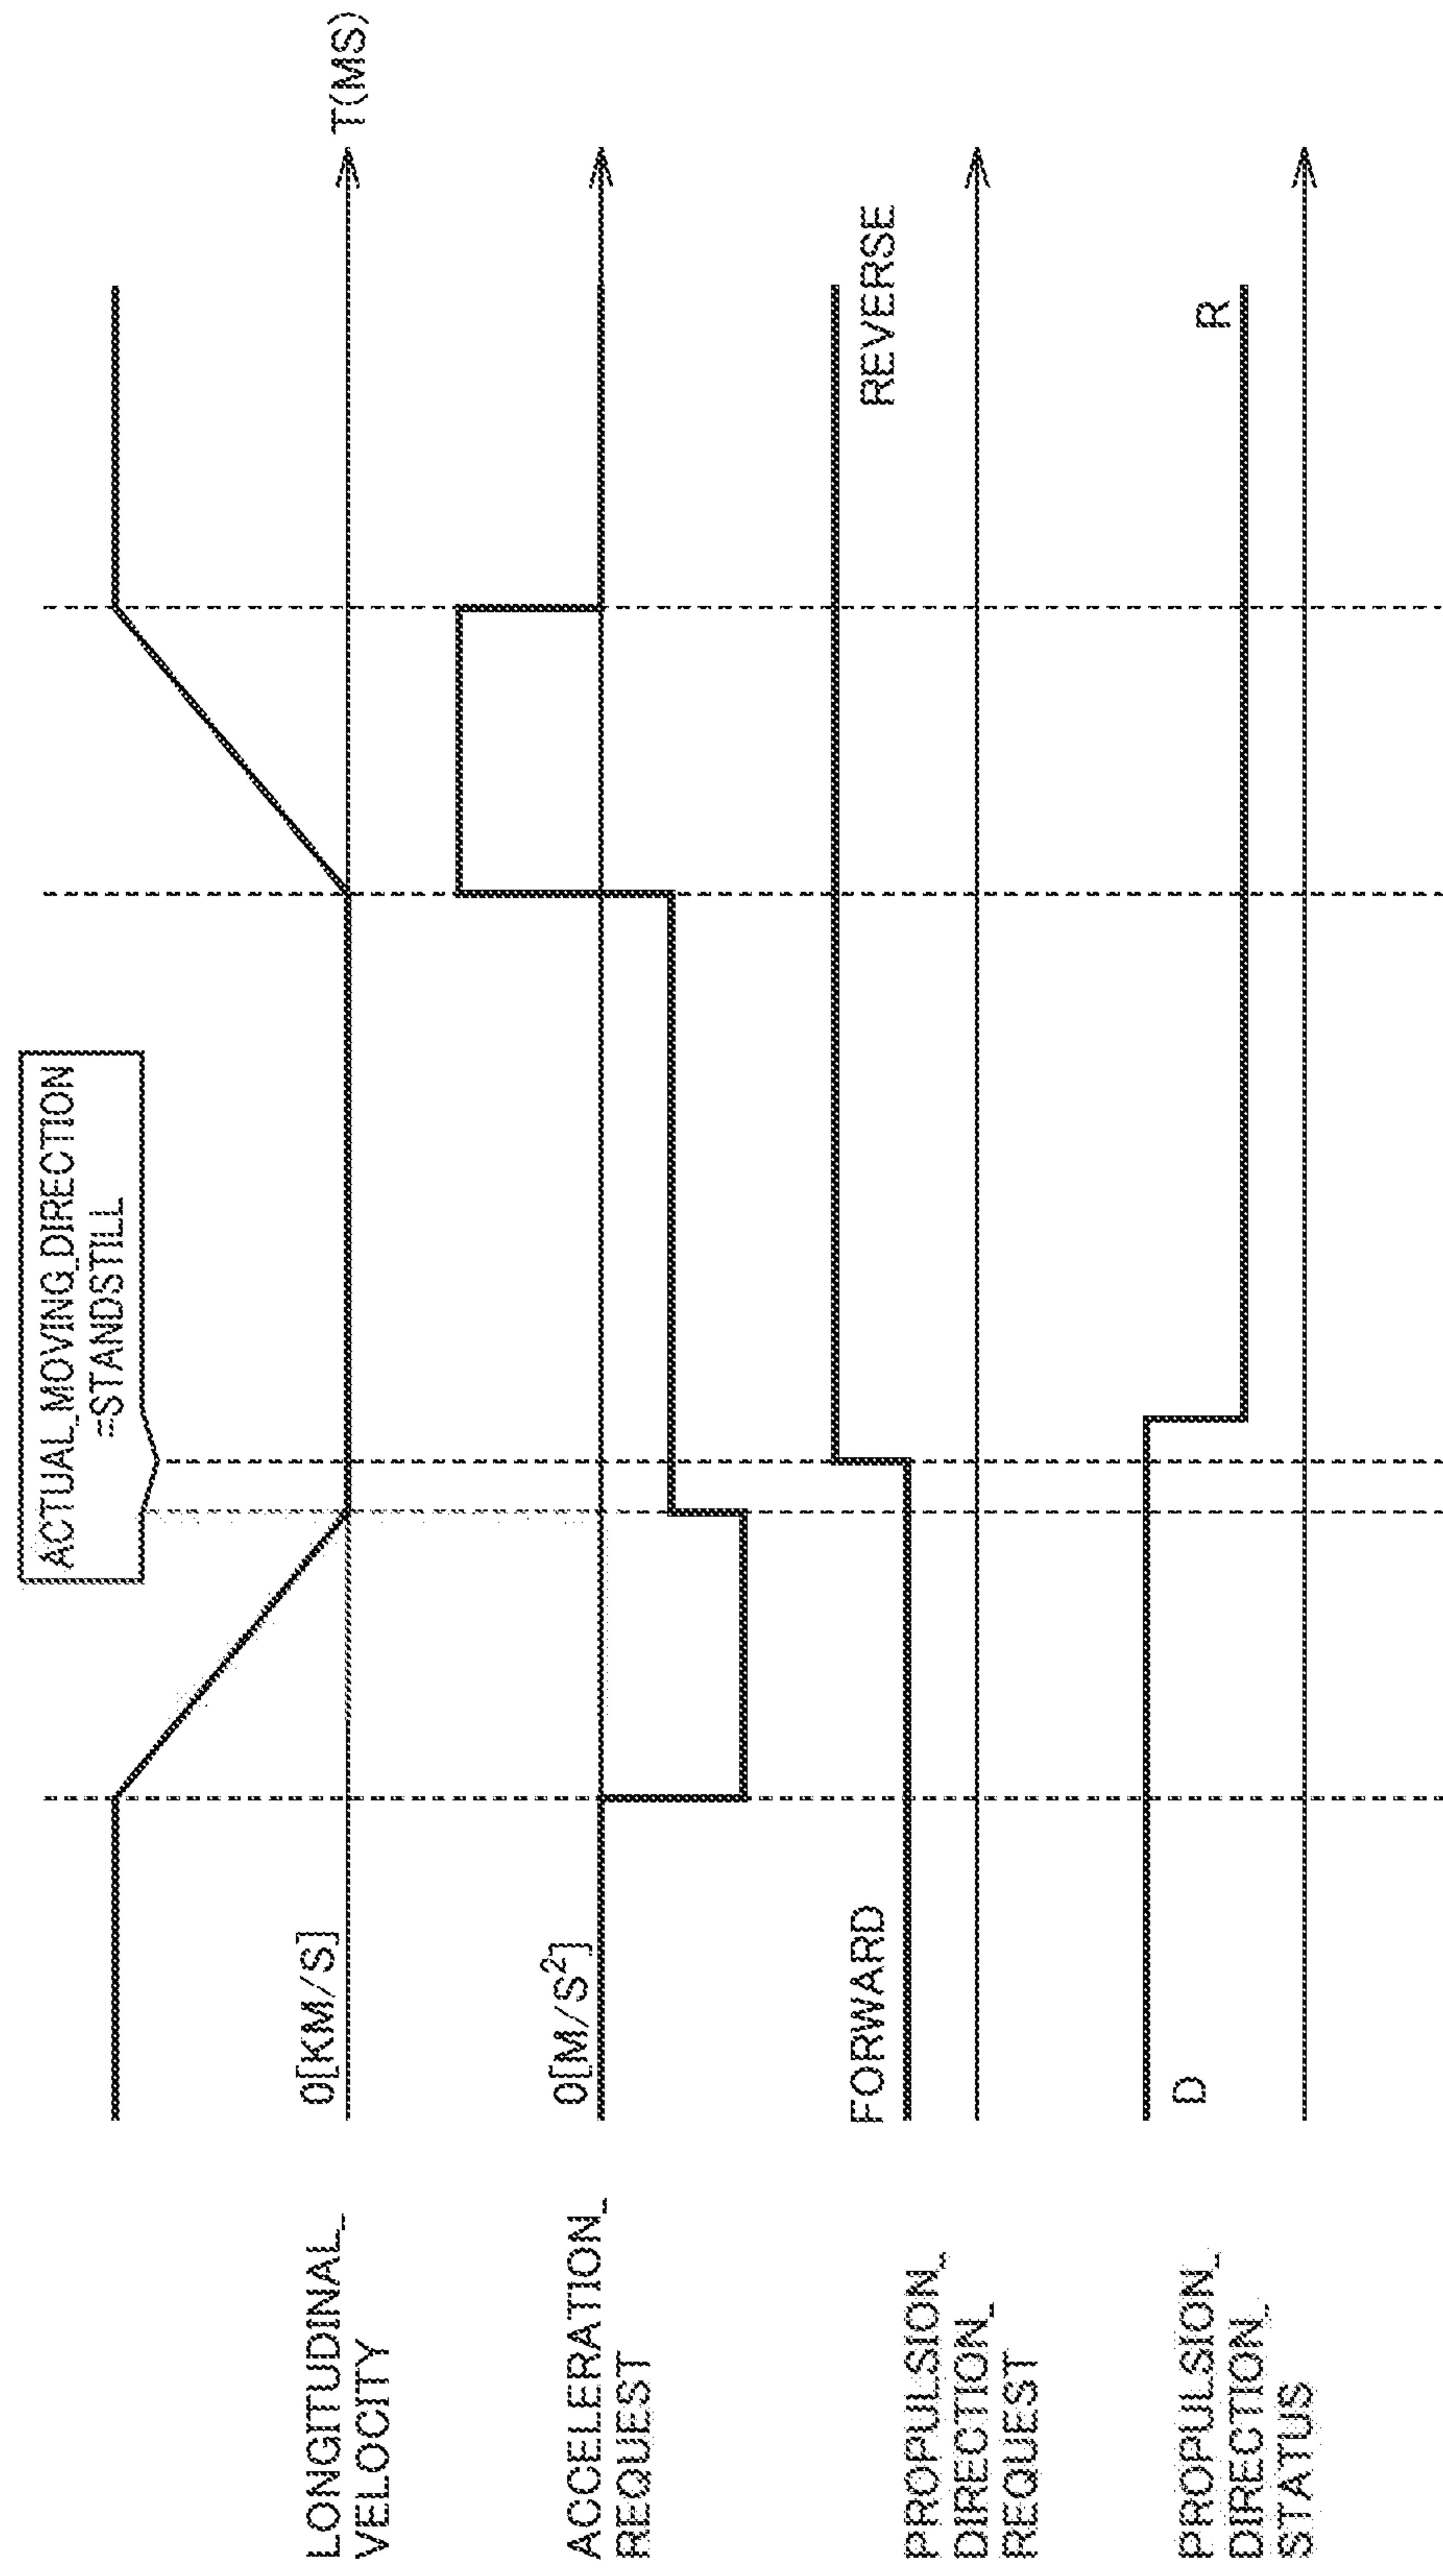 ACTUAL_MOVING_DIRECTION
=STANDSTILL
LONGITUDINAL_
VELOCITY
0[KM/S]
T(MS)
ACCELERATION_
REQUEST
0[M/S²]
PROPULSION_
DIRECTION_
REQUEST
FORWARD
REVERSE
PROPULSION_
DIRECTION_
STATUS
D
R